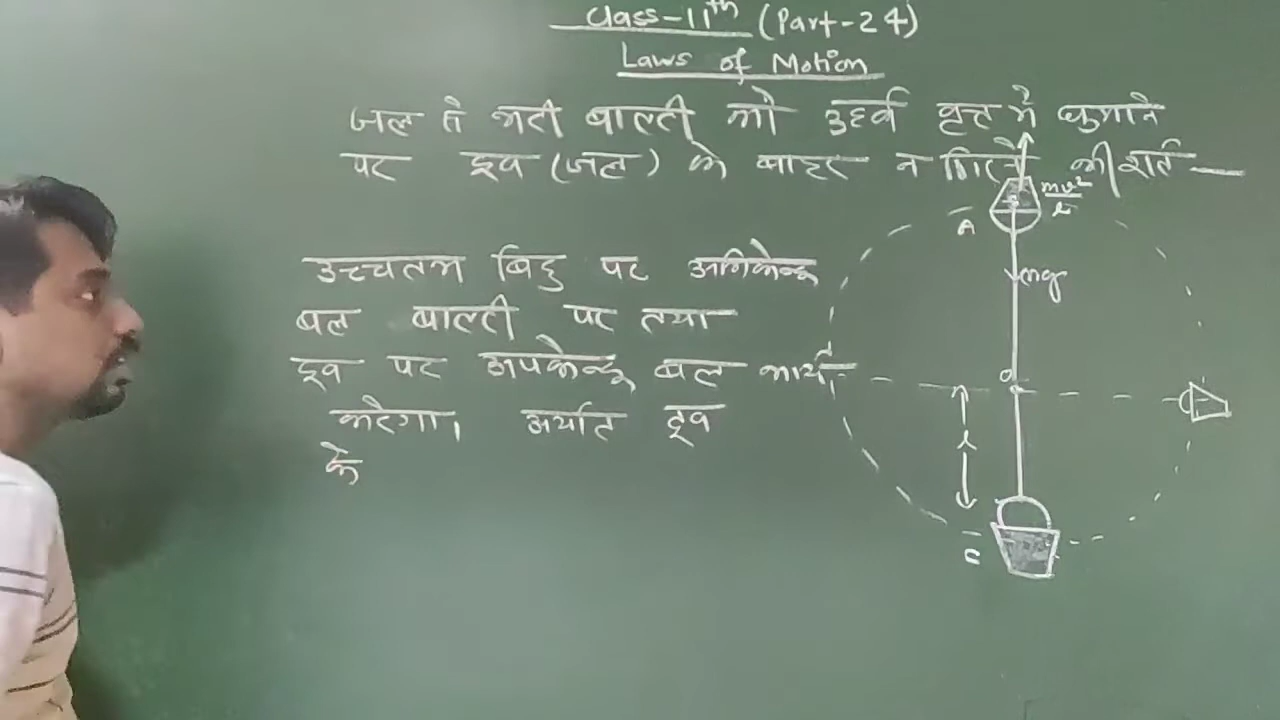 Class-11th (Part-24)
Laws of Motion
जल से भरी बाल्टी को उर्ध्व वृत्त में घुमाने
पर द्रव (जल) के बाहर न गिरने की शर्त —
उच्चतम बिंदु पर अभिकेन्द्र
बल बाल्टी पर तथा
द्रव पर अपकेन्द्र बल कार्य
करेगा। अर्थात द्रव
के
A
mv²
mg
O
l
C